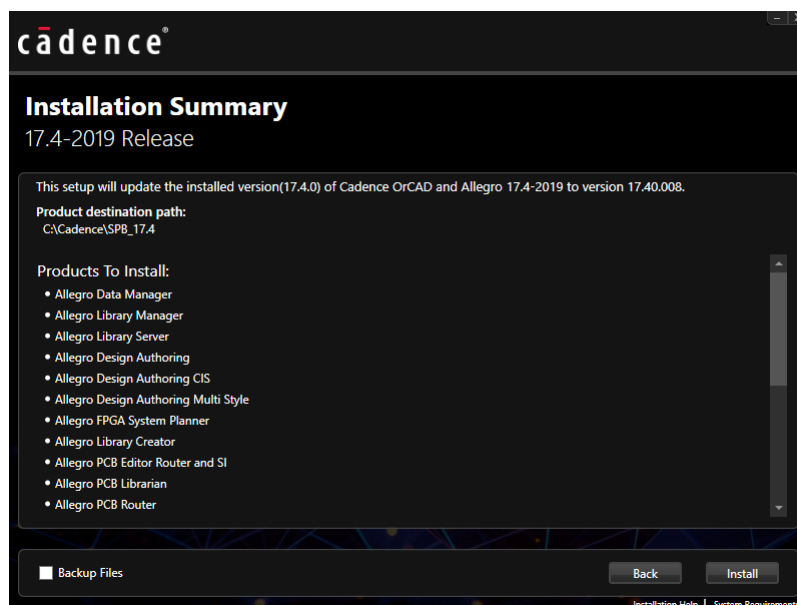 cādence®
Installation Summary
17.4-2019 Release
This setup will update the installed version(17.4.0) of Cadence OrCAD and Allegro 17.4-2019 to version 17.40.008.
Product destination path:
C:\Cadence\SPB_17.4
Products To Install:
• Allegro Data Manager
• Allegro Library Manager
• Allegro Library Server
• Allegro Design Authoring
• Allegro Design Authoring CIS
• Allegro Design Authoring Multi Style
• Allegro FPGA System Planner
• Allegro Library Creator
• Allegro PCB Editor Router and SI
• Allegro PCB Librarian
• Allegro PCB Router
Backup Files
Back
Install
Installation Help | System Requirements